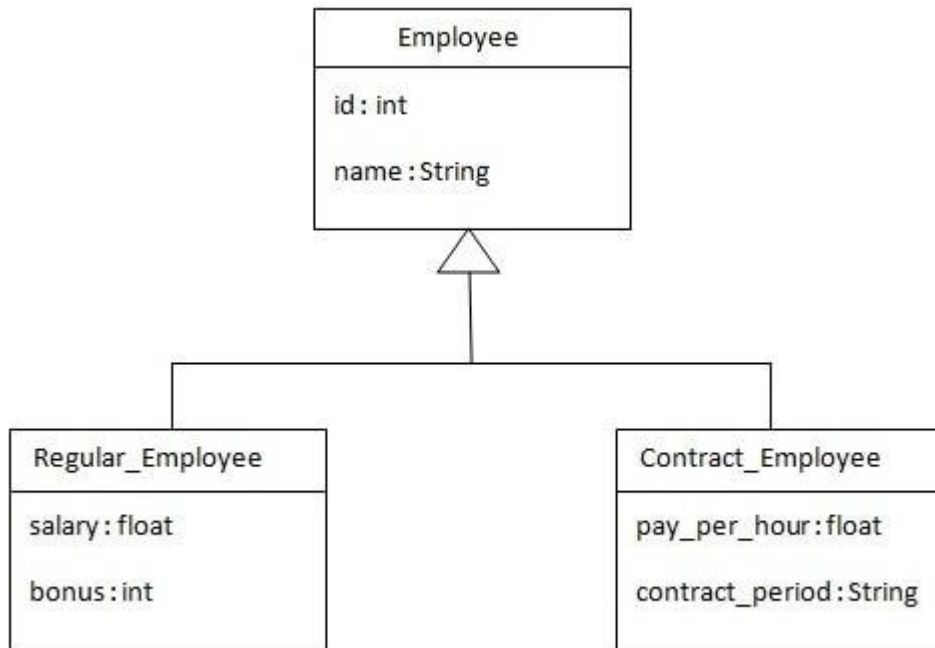 Employee
id: int
name:String
Regular_Employee
salary:float
bonus:int
Contract_Employee
pay_per_hour:float
contract_period:String